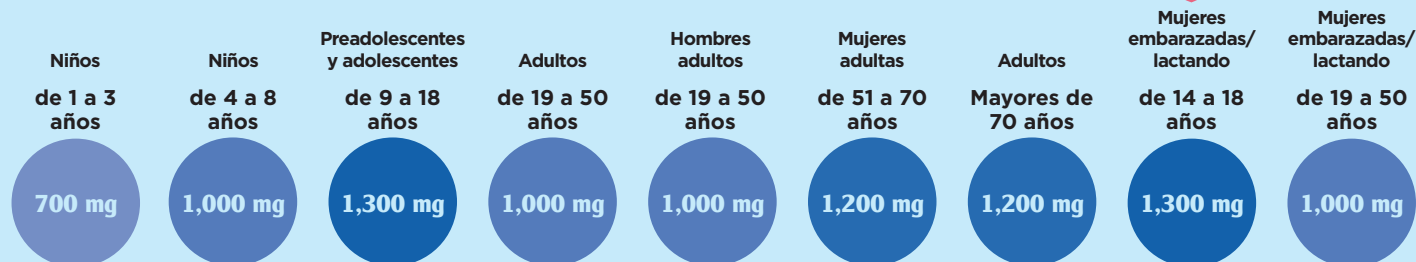 Niños
de 1 a 3
años
700 mg
Niños
de 4 a 8
años
1,000 mg
Preadolescentes
y adolescentes
de 9 a 18
años
1,300 mg
Adultos
de 19 a 50
años
1,000 mg
Hombres
adultos
de 19 a 50
años
1,000 mg
Mujeres
adultas
de 51 a 70
años
1,200 mg
Adultos
Mayores de
70 años
1,200 mg
Mujeres
embarazadas/
lactando
de 14 a 18
años
1,300 mg
Mujeres
embarazadas/
lactando
de 19 a 50
años
1,000 mg